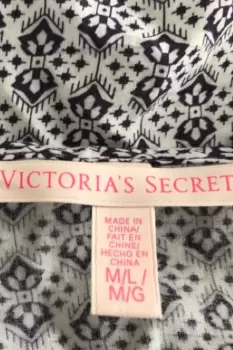 VICTORIA'S SECRET
MADE IN
CHINA/
FAIT EN
CHINE/
HECHO EN
CHINA
M/L/
M/G